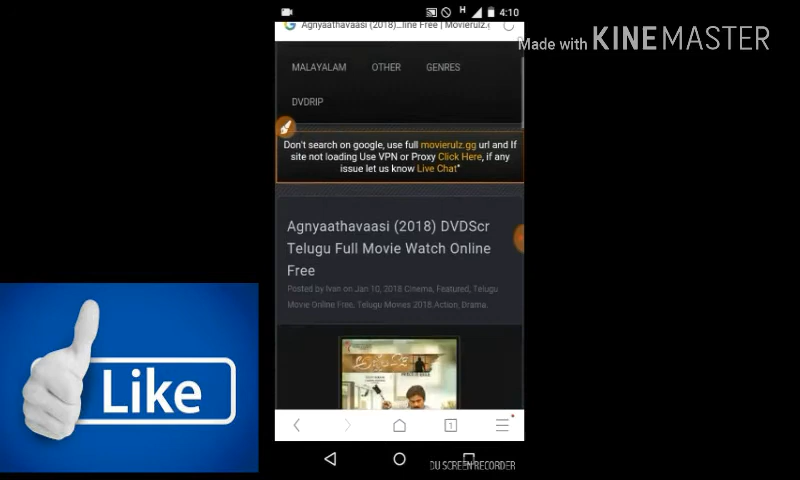 4:10
H
Agnyaathavaasi (2018)...line Free | Movierulz.g
Made with KINEMASTER
MALAYALAM OTHER GENRES
DVDRIP
Don't search on google, use full movierulz.gg url and If
site not loading Use VPN or Proxy Click Here, if any
issue let us know Live Chat"
Agnyaathavaasi (2018) DVDScr
Telugu Full Movie Watch Online
Free
Posted by Ivan on Jan 10, 2018 Cinema, Featured, Telugu
Movie Online Free, Telugu Movies 2018 Action, Drama.
Like
1
DU SCREEN RECORDER